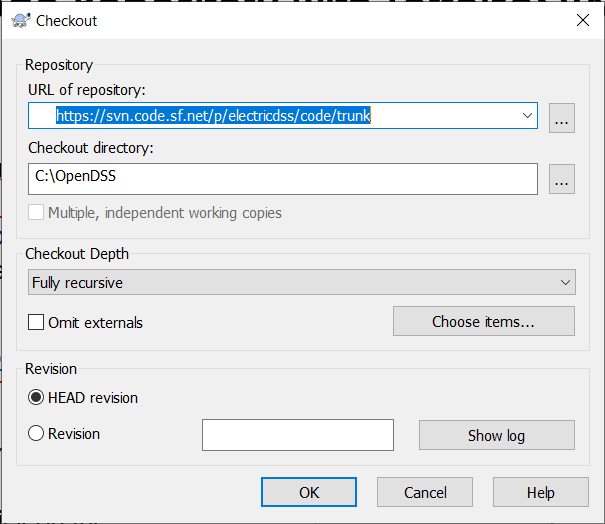 Checkout
Repository
URL of repository:
https://svn.code.sf.net/p/electricdss/code/trunk
...
Checkout directory:
C:\OpenDSS
...
Multiple, independent working copies
Checkout Depth
Fully recursive
Omit externals
Choose items...
Revision
HEAD revision
Revision
Show log
OK
Cancel
Help